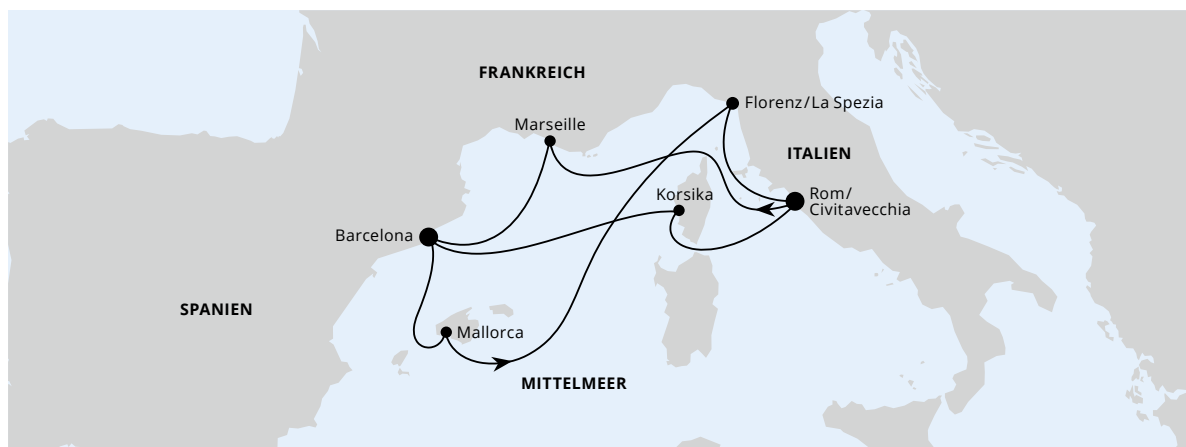 FRANKREICH
Florenz/La Spezia
Marseille
ITALIEN
Korsika
Rom/
Civitavecchia
Barcelona
SPANIEN
Mallorca
MITTELMEER